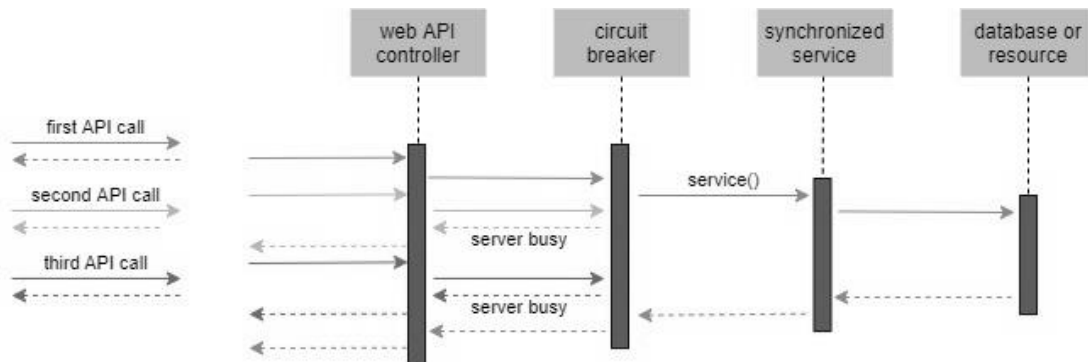 web API
controller
circuit
breaker
synchronized
service
database or
resource
first API call
second API call
service()
server busy
third API call
server busy